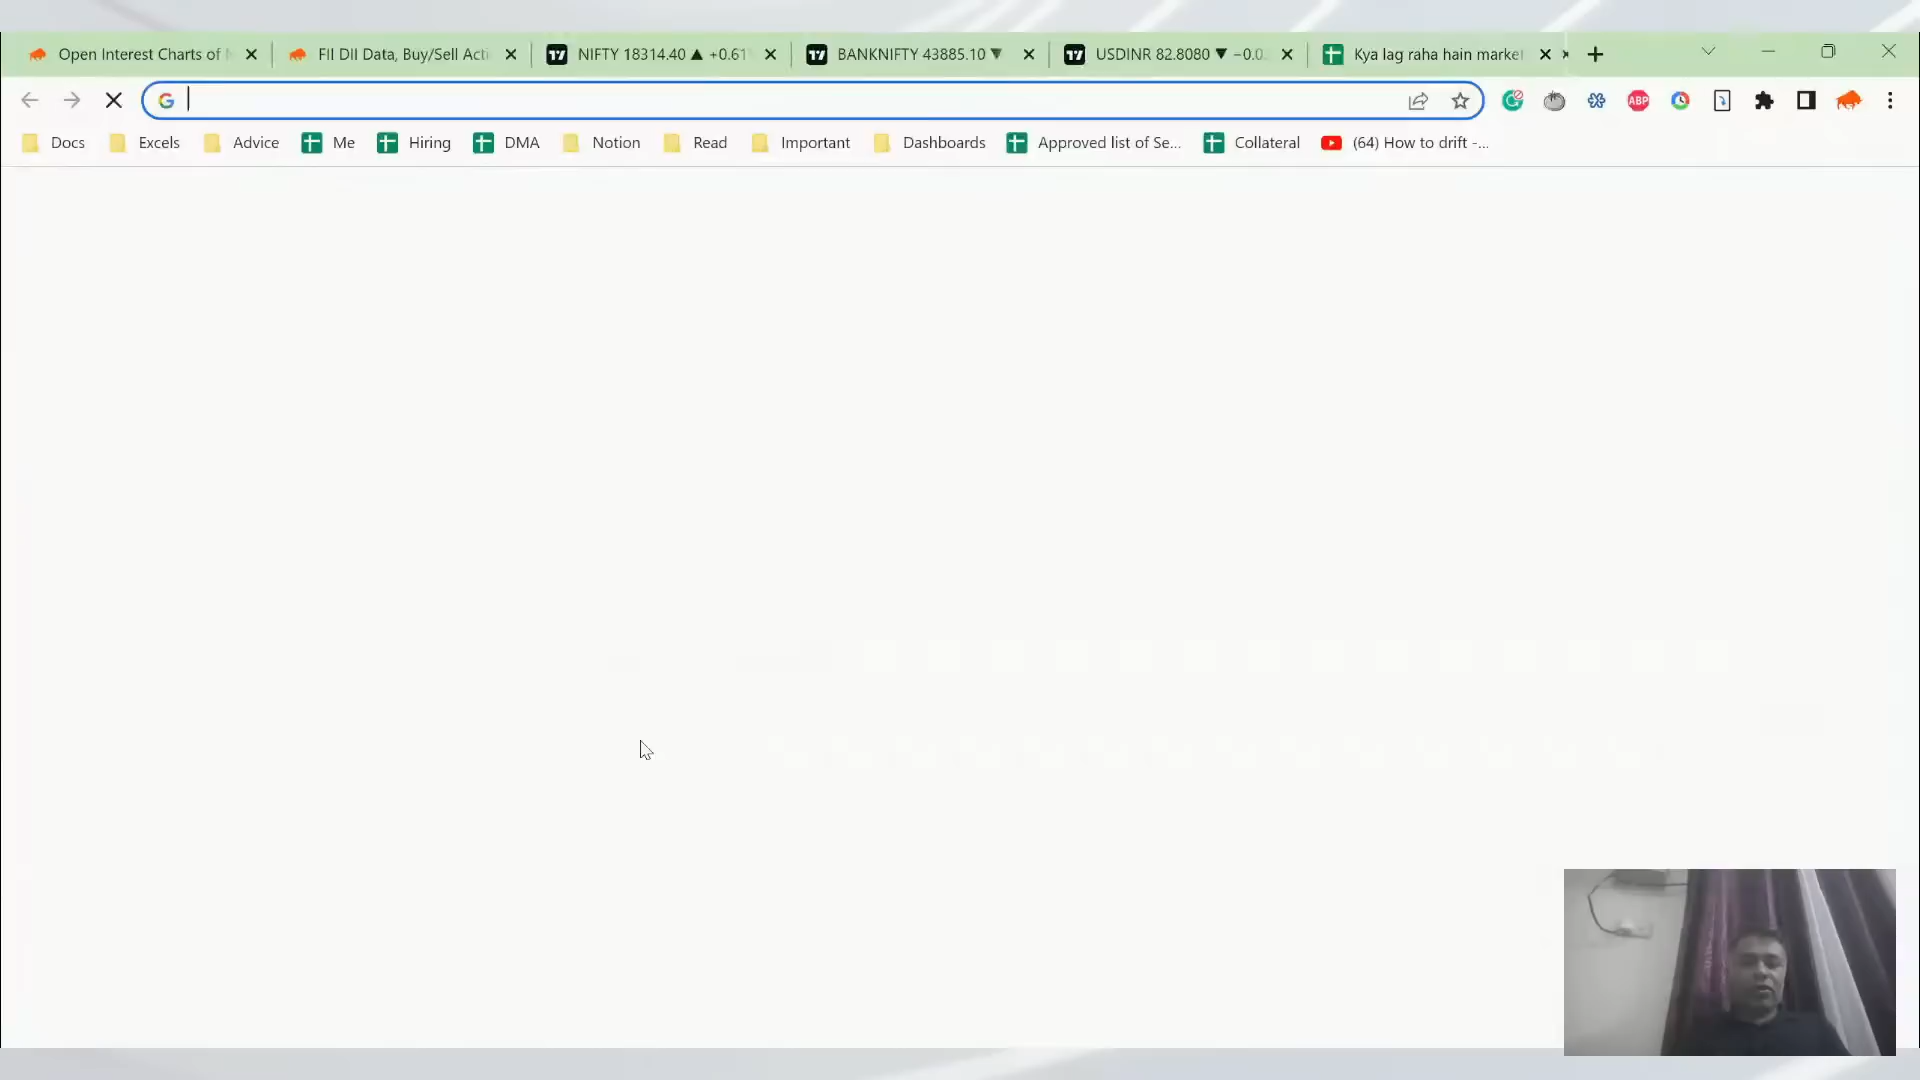 Open Interest Charts of
FII DII Data, Buy/Sell Acti
NIFTY 18314.40 ▲ +0.61
BANKNIFTY 43885.10 ▼
USDINR 82.8080 ▼ −0.0
Kya lag raha hain marke
Docs
Excels
Advice
Me
Hiring
DMA
Notion
Read
Important
Dashboards
Approved list of Se...
Collateral
(64) How to drift -...
ABP